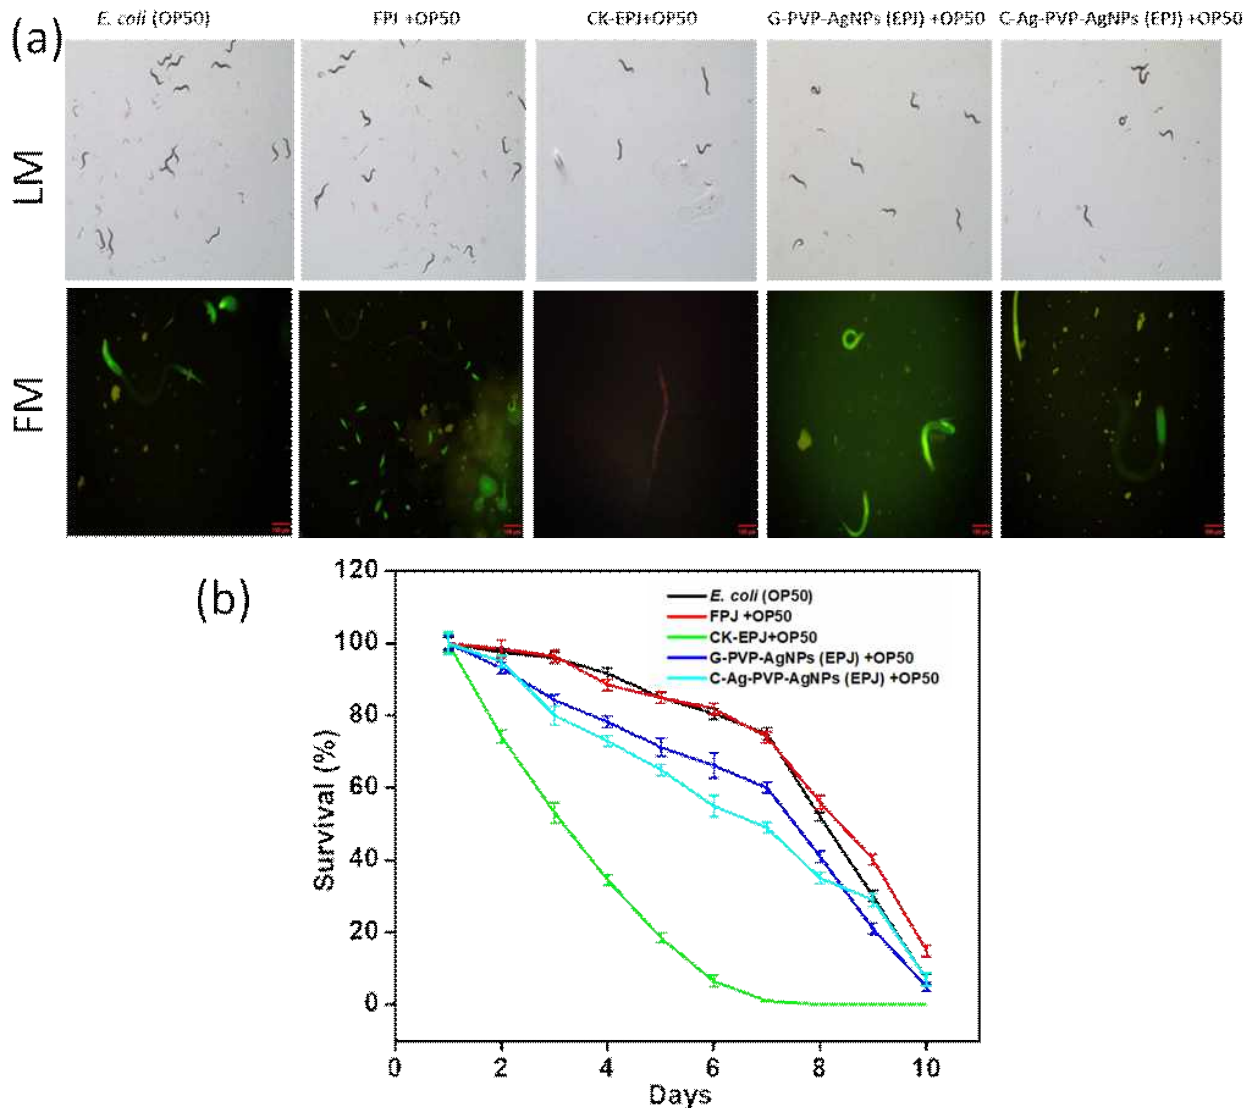 (a)
E. coli (OP50)
FPJ +OP50
CK-EPJ+OP50
G-PVP-AgNPs (EPJ) +OP50
C-Ag-PVP-AgNPs (EPJ) +OP50
LM
FM
(b)
120
100
80
60
40
20
0
Survival (%)
E. coli (OP50)
FPJ +OP50
CK-EPJ+OP50
G-PVP-AgNPs (EPJ) +OP50
C-Ag-PVP-AgNPs (EPJ) +OP50
0 2 4 6 8 10
Days